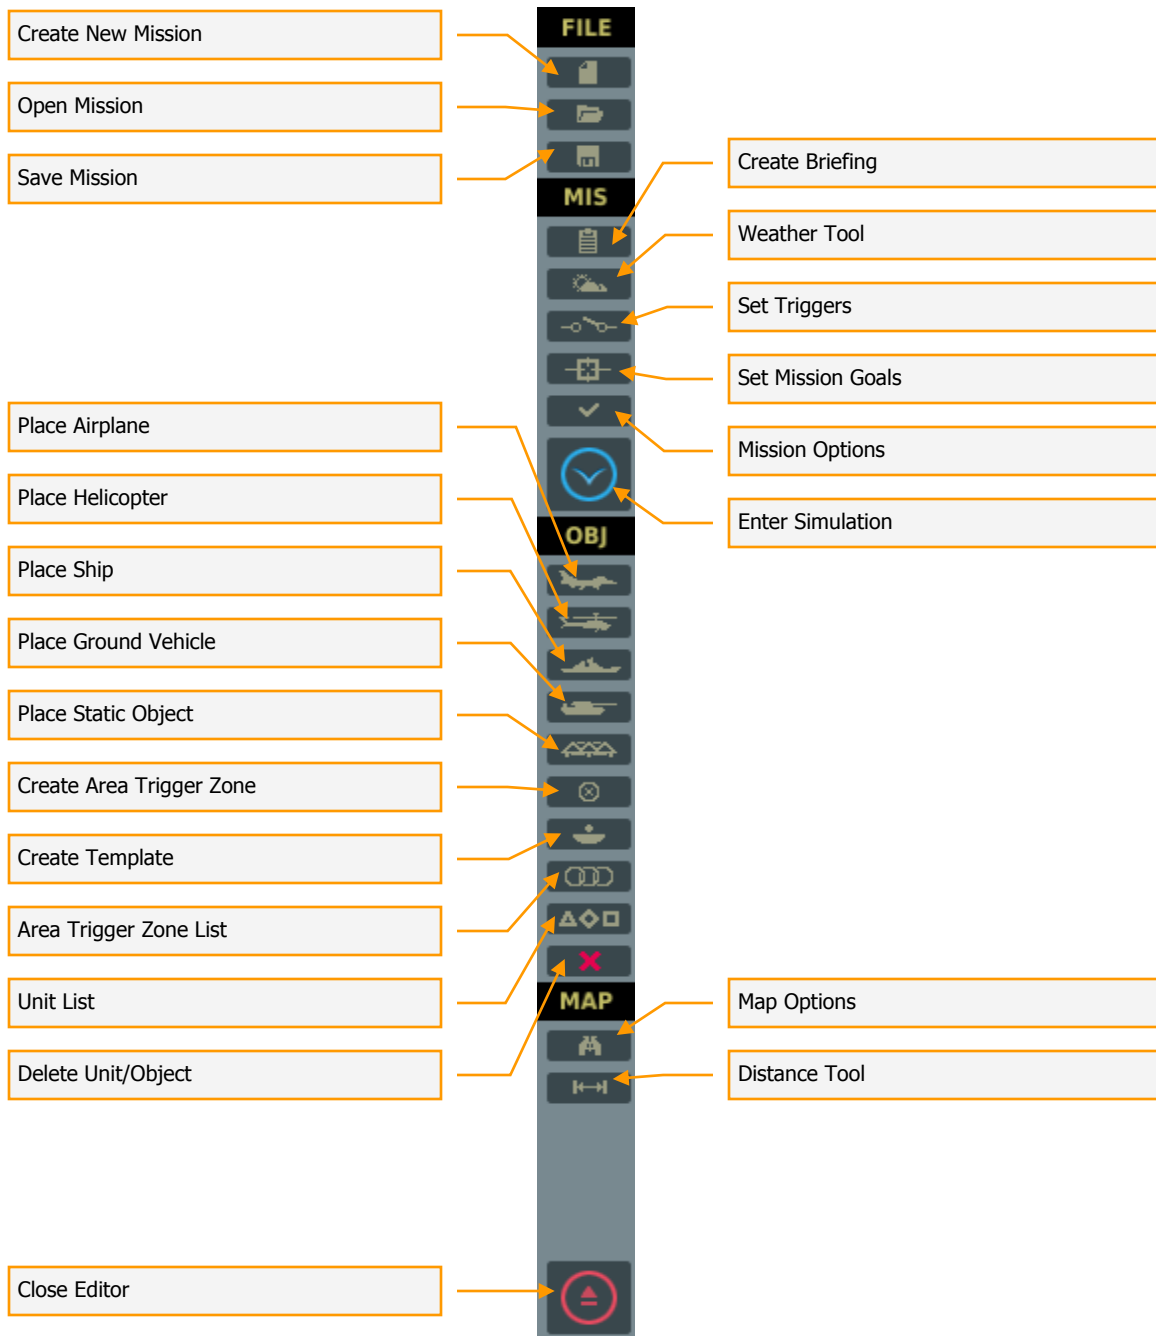 Create New Mission
Open Mission
Save Mission
Place Airplane
Place Helicopter
Place Ship
Place Ground Vehicle
Place Static Object
Create Area Trigger Zone
Create Template
Area Trigger Zone List
Unit List
Delete Unit/Object
Close Editor
FILE
MIS
OBJ
MAP
Create Briefing
Weather Tool
Set Triggers
Set Mission Goals
Mission Options
Enter Simulation
Map Options
Distance Tool